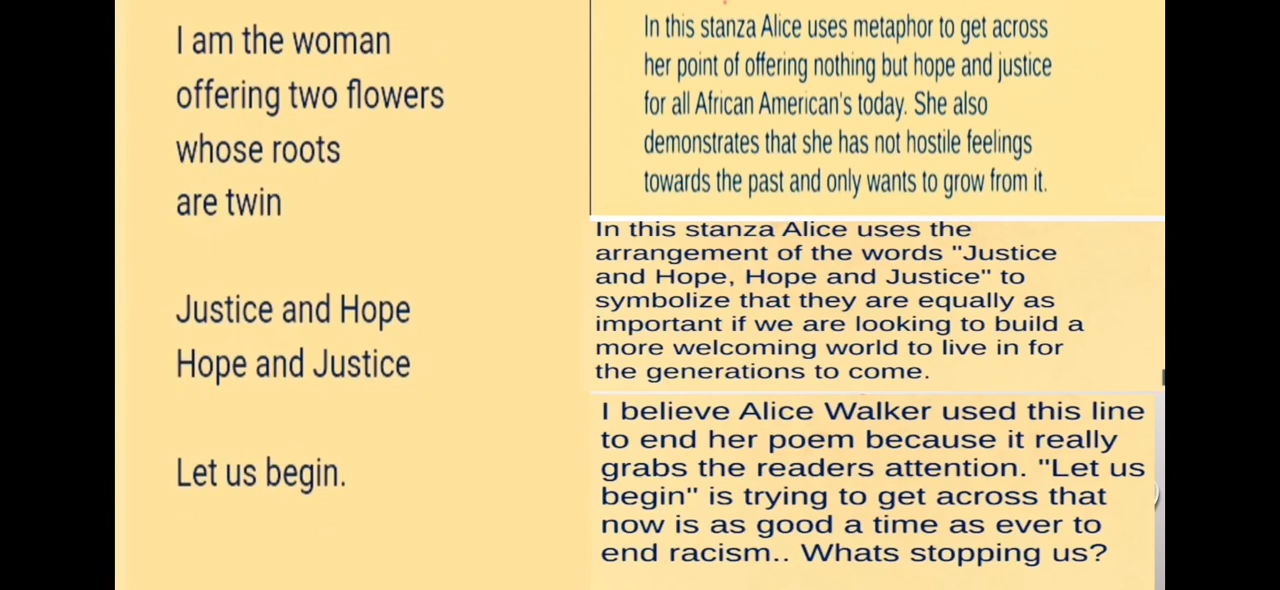 I am the woman
offering two flowers
whose roots
are twin
Justice and Hope
Hope and Justice
Let us begin.
In this stanza Alice uses metaphor to get across
her point of offering nothing but hope and justice
for all African American's today. She also
demonstrates that she has not hostile feelings
towards the past and only wants to grow from it.
In this stanza Alice uses the
arrangement of the words "Justice
and Hope, Hope and Justice" to
symbolize that they are equally as
important if we are looking to build a
more welcoming world to live in for
the generations to come.
I believe Alice Walker used this line
to end her poem because it really
grabs the readers attention. "Let us
begin" is trying to get across that
now is as good a time as ever to
end racism.. Whats stopping us?